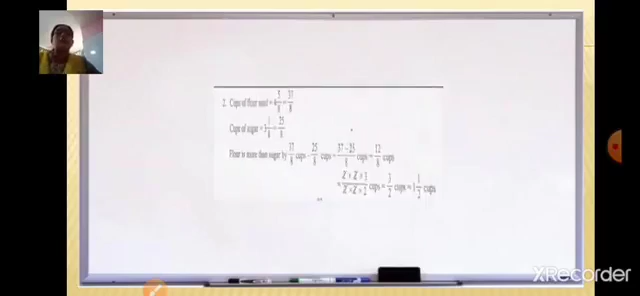 2. Cups of flour used = 4 5/8 = 37/8
Cups of sugar = 3 1/8 = 25/8
Flour is more than sugar by 37/8 cups − 25/8 cups = 37 − 25/8 cups = 12/8 cups
= 2 × 2 × 3/2 × 2 × 2 cups = 3/2 cups = 1 1/2 cups
XRecorder